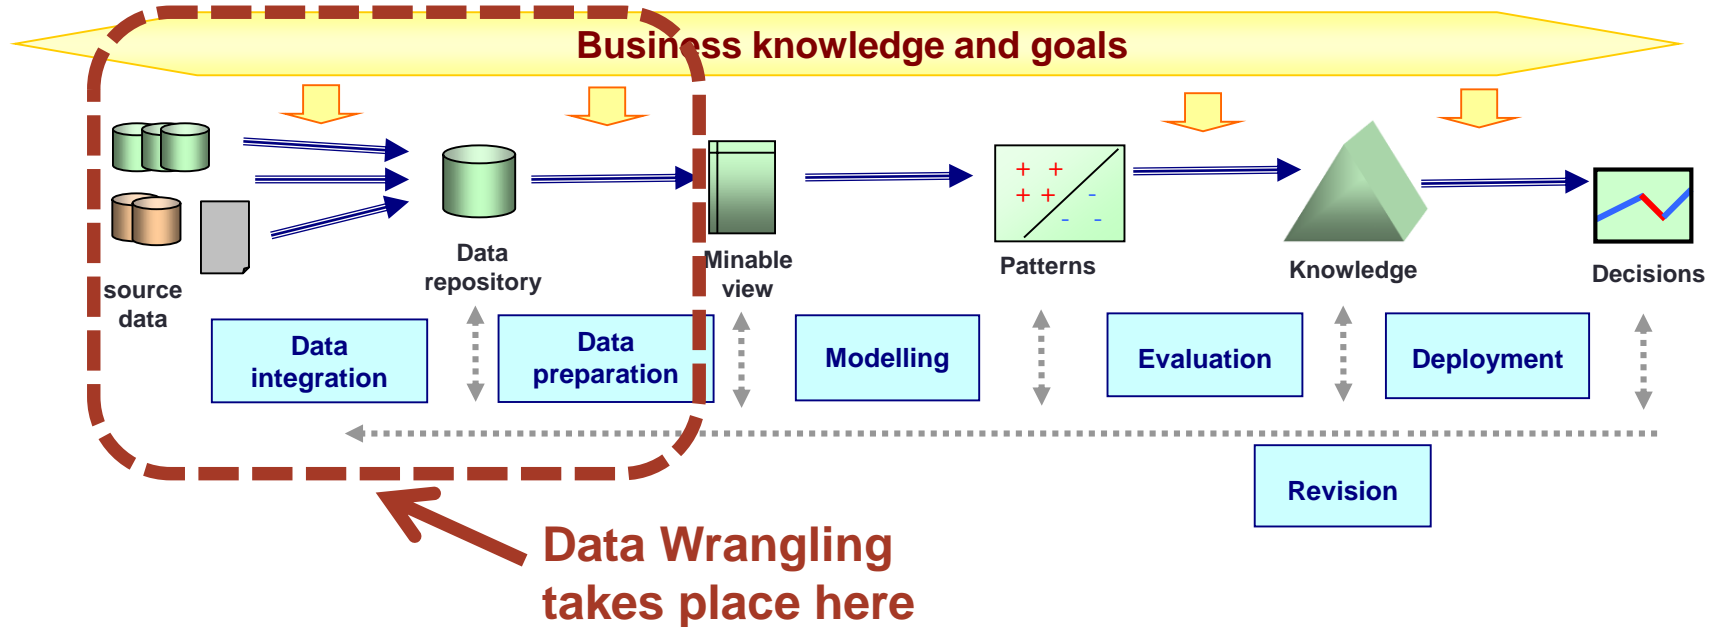 Business knowledge and goals
source
data
Data
repository
Minable
view
+ +
+ + -
- -
Patterns
Knowledge
Decisions
Data
integration
Data
preparation
Modelling
Evaluation
Deployment
Revision
Data Wrangling
takes place here